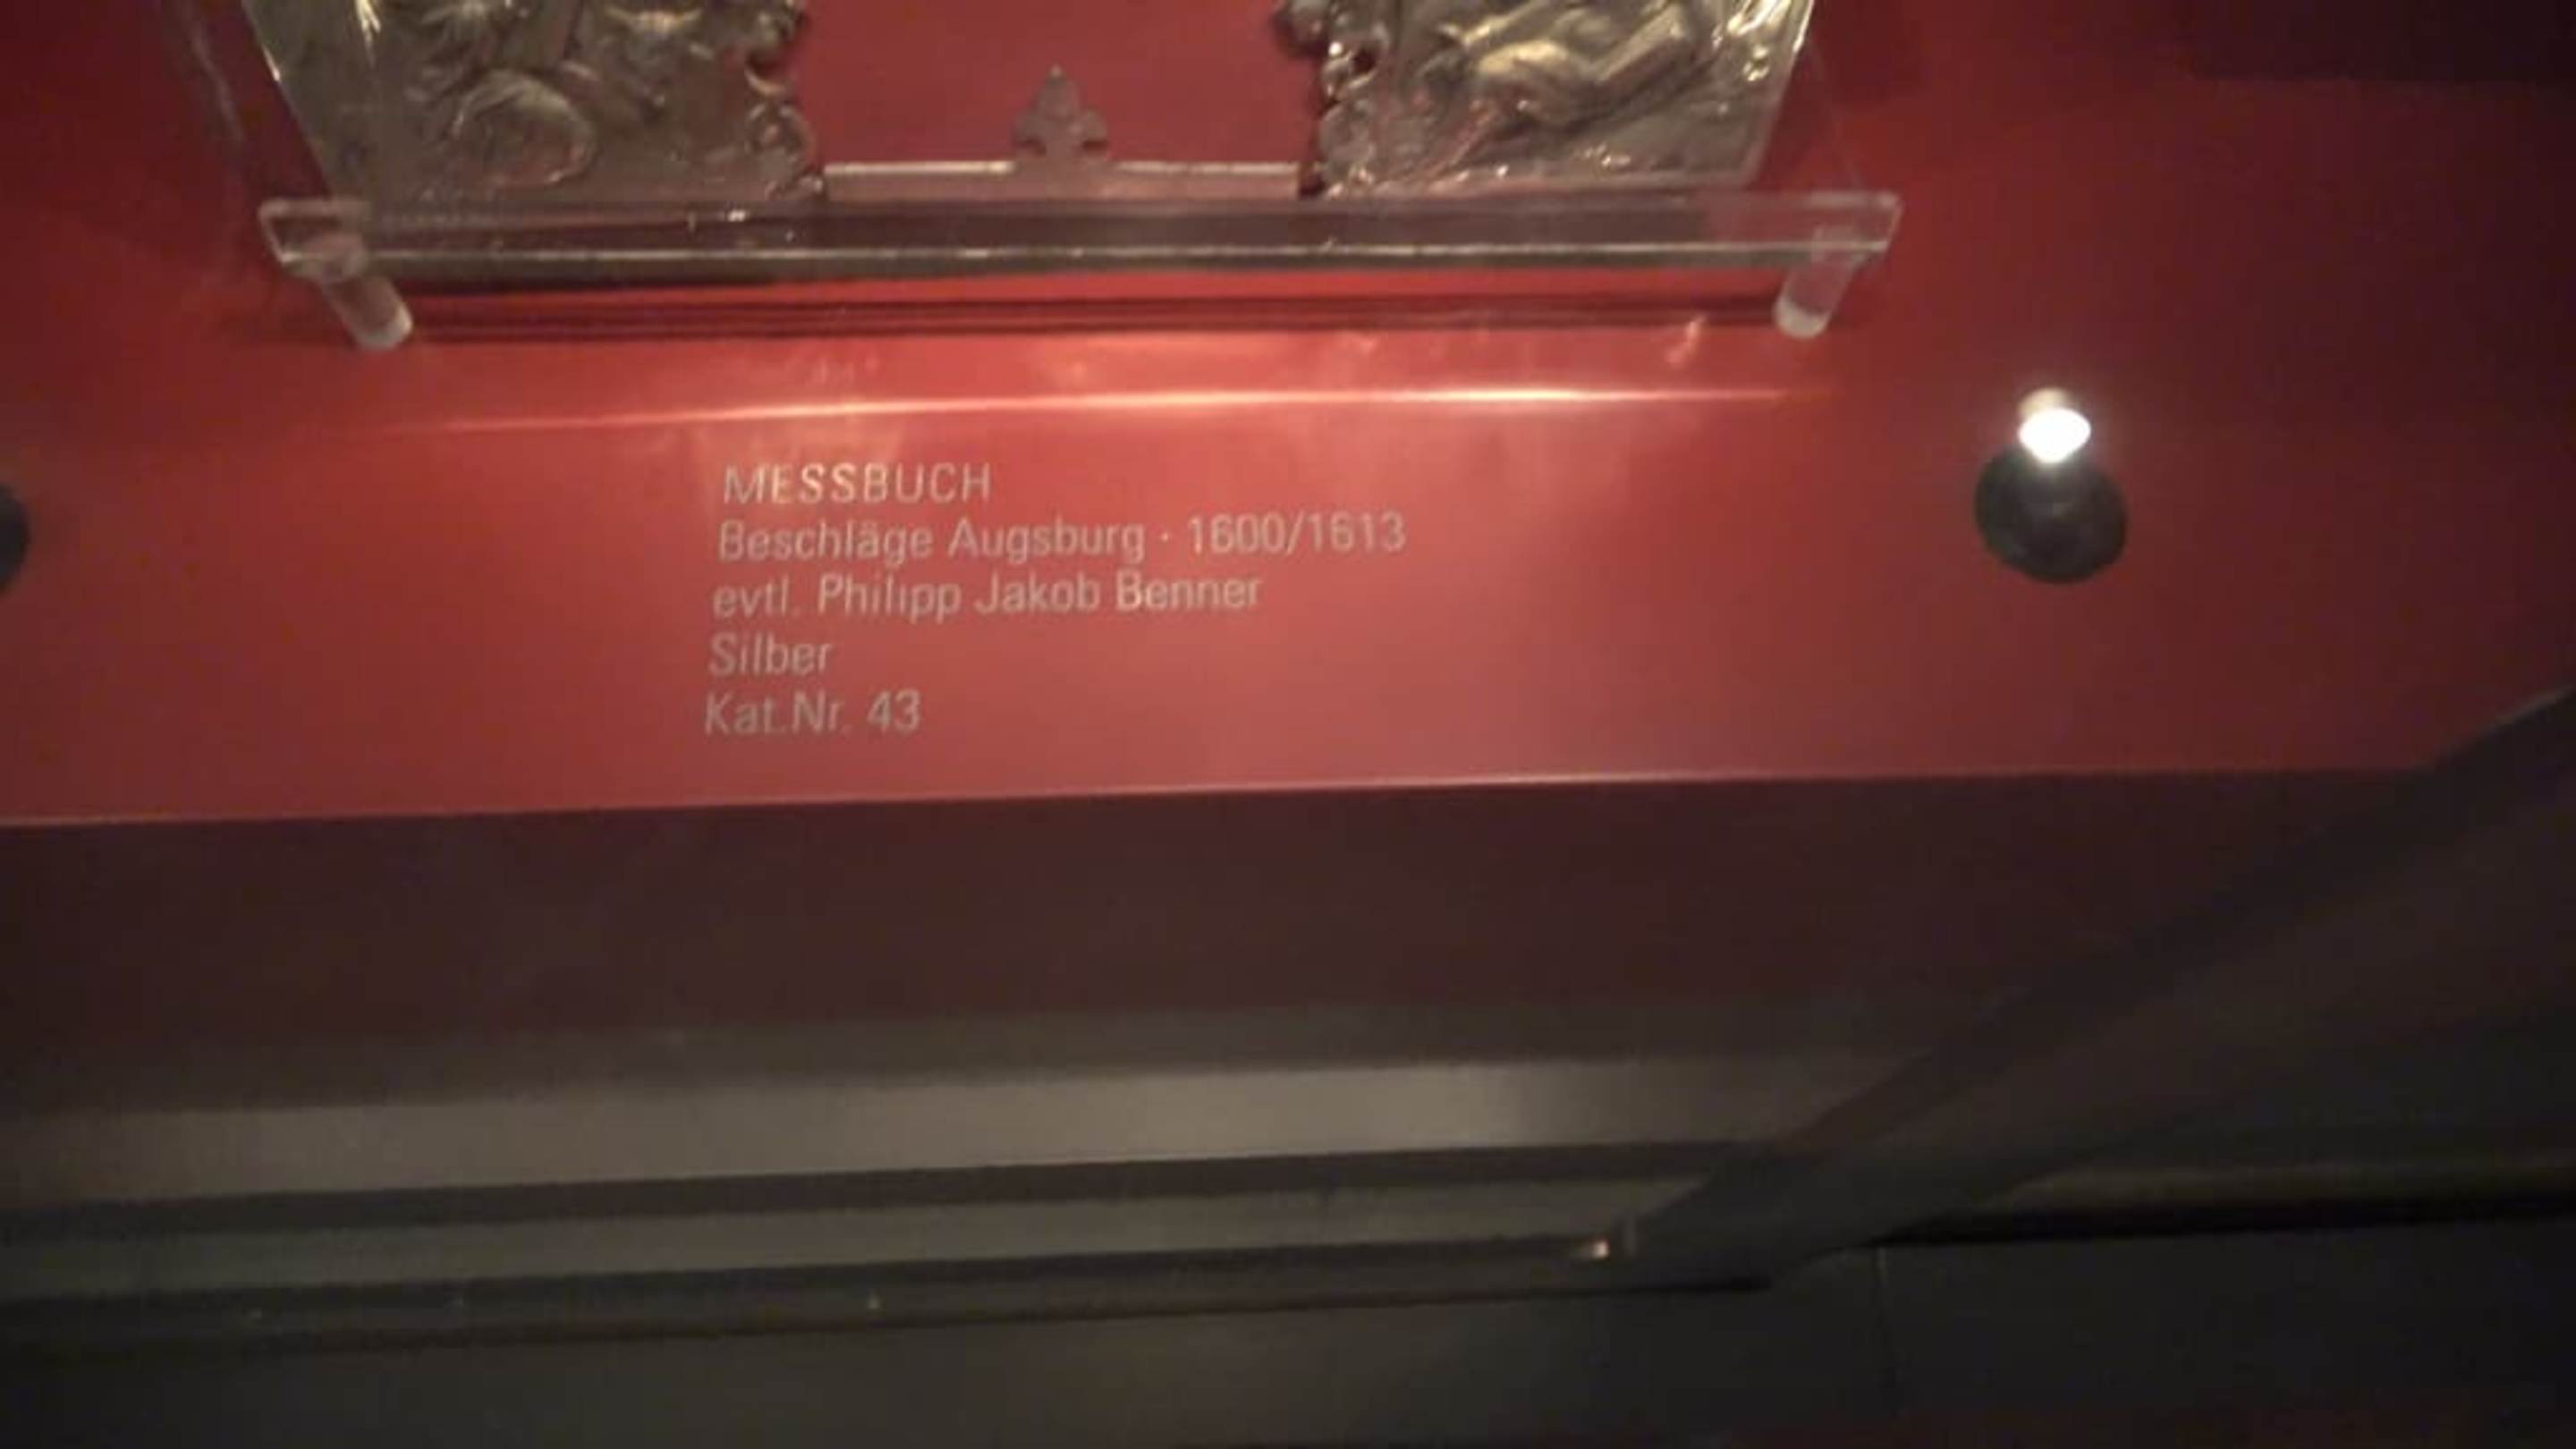 MESSBUCH
Beschläge Augsburg · 1600/1613
evtl. Philipp Jakob Benner
Silber
Kat.Nr. 43